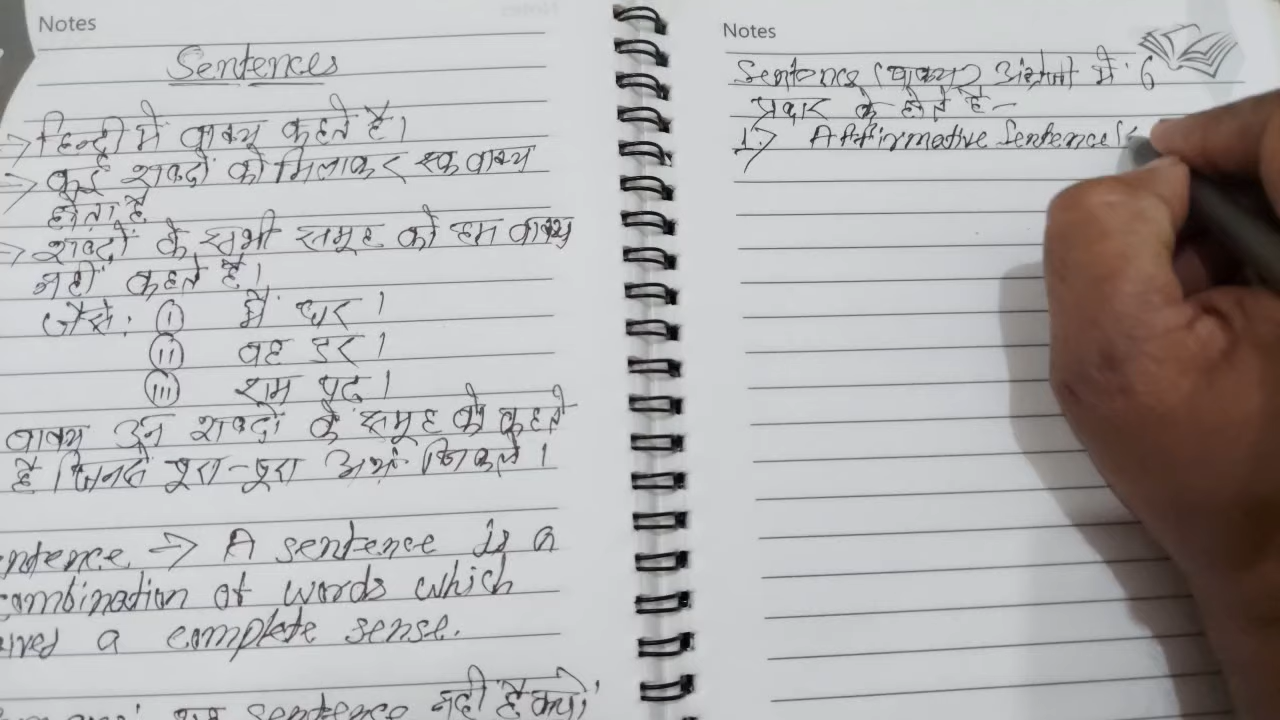 Notes
Sentences
→ हिन्दी में वाक्य कहते है।
→ कई शब्दों को मिलाकर एक वाक्य
होता है
→ शब्दों के सभी समूह को हम वाक्य
नहीं कहते है।
जैसे: (i) मैं घर।
(ii) वह डर।
(iii) राम पढ़।
वाक्य उन शब्दों के समूह को कहते
है जिनसे पूरा-पूरा अर्थ निकले।
entence → A sentence is a
combination of words which
a complete sense.
sentence नही है क्यो
Notes
Sentence (वाक्य) में 6
प्रकार के होते है-
1.> Affirmative Sentence (